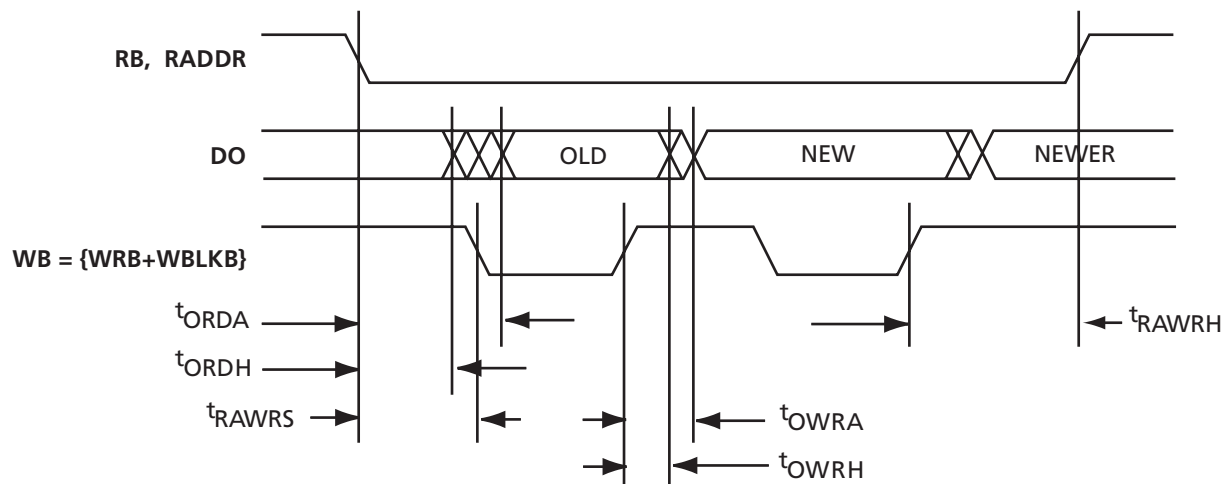 RB, RADDR
DO
OLD
NEW
NEWER
WB = {WRB+WBLKB}
tORDA
tRAWRH
tORDH
tRAWRS
tOWRA
tOWRH